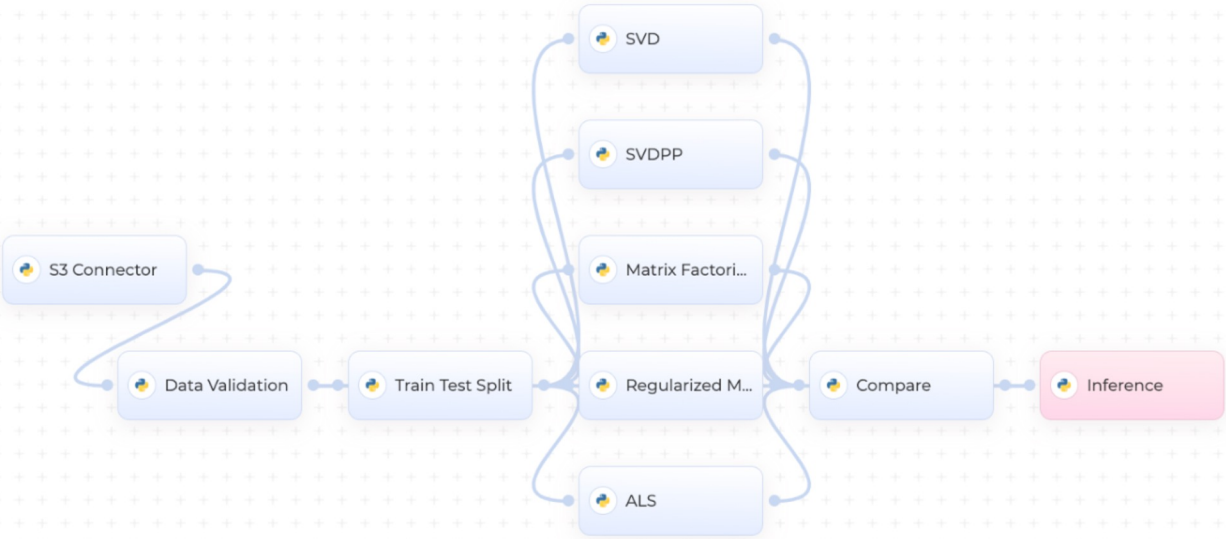 SVD
SVDPP
Matrix Factori...
S3 Connector
Data Validation
Train Test Split
Regularized M...
Compare
Inference
ALS